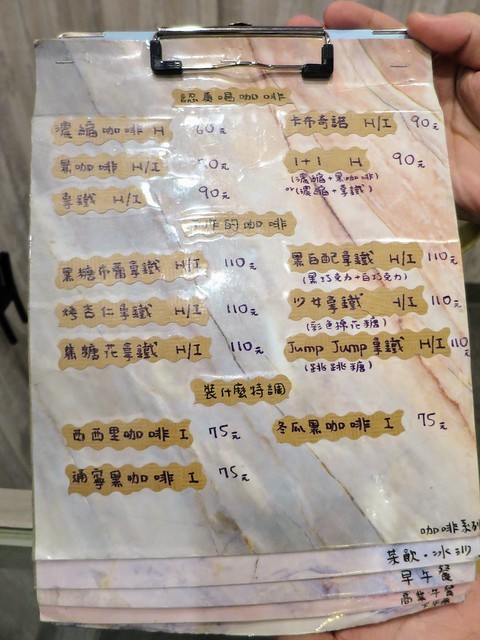 認真喝咖啡
濃縮咖啡 H 60元
卡布奇諾 H/I 90元
黑咖啡 H/I 0元
1+1 H 90元
(濃縮+黑咖啡)
or(濃縮+拿鐵)
拿鐵 H/I 90元
作的咖啡
黑糖布蕾拿鐵 H/I 110元
黑白配拿鐵 H/I 110元
(黑巧克力+白巧克力)
烤杏仁拿鐵 H/I 110元
少女拿鐵 H/I 110元
(彩色棉花糖)
焦糖花拿鐵 H/I 110元
Jump Jump拿鐵 H/I 110元
(跳跳糖)
裝什麼特調
西西里咖啡 I 75元
冬瓜黑咖啡 I 75元
通寧黑咖啡 I 75元
咖啡系列
茶飲·冰沙
早午餐